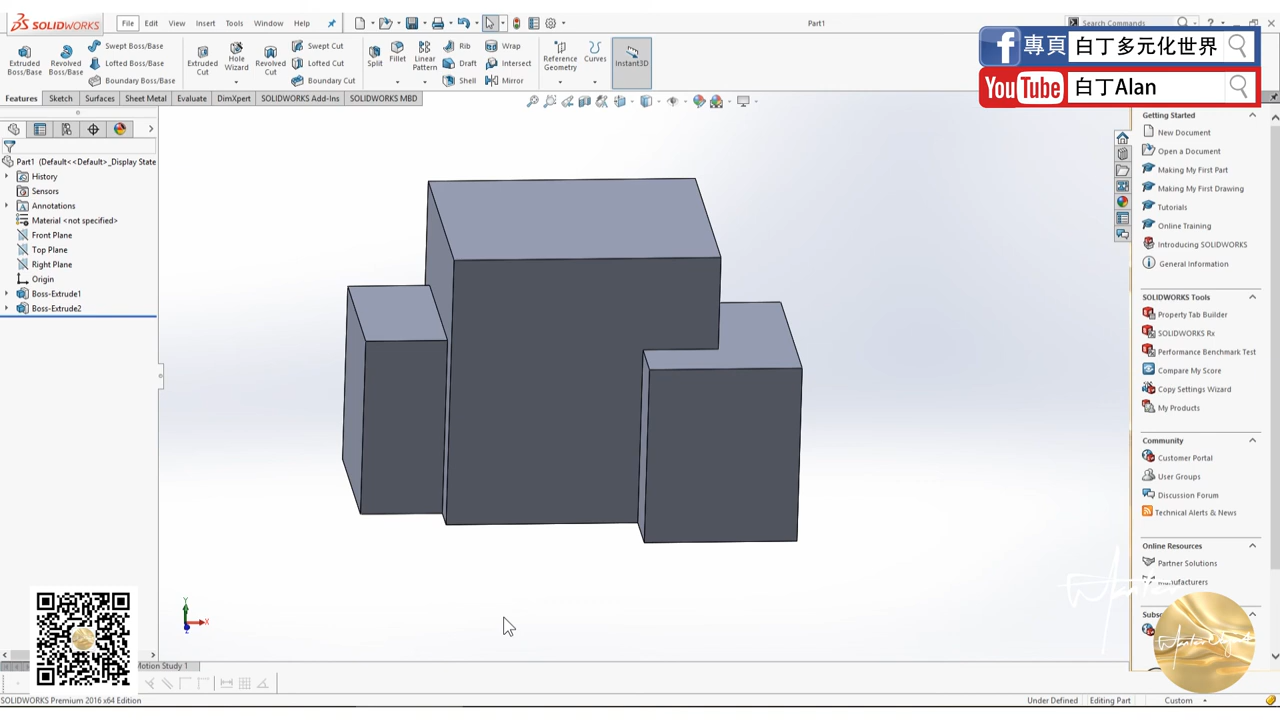 SOLIDWORKS File Edit View Insert Tools Window Help Part1 Search Commands
專頁 白丁多元化世界
YouTube 白丁Alan
Extruded Boss/Base
Revolved Boss/Base
Swept Boss/Base
Lofted Boss/Base
Boundary Boss/Base
Extruded Cut
Hole Wizard
Revolved Cut
Swept Cut
Lofted Cut
Boundary Cut
Split
Fillet
Linear Pattern
Rib
Draft
Shell
Wrap
Intersect
Mirror
Reference Geometry
Curves
Instant3D
Features Sketch Surfaces Sheet Metal Evaluate DimXpert SOLIDWORKS Add-Ins SOLIDWORKS MBD
Part1 (Default<<Default>_Display State
History
Sensors
Annotations
Material <not specified>
Front Plane
Top Plane
Right Plane
Origin
Boss-Extrude1
Boss-Extrude2
Getting Started
New Document
Open a Document
Making My First Part
Making My First Drawing
Tutorials
Online Training
Introducing SOLIDWORKS
General Information
SOLIDWORKS Tools
Property Tab Builder
SOLIDWORKS Rx
Performance Benchmark Test
Compare My Score
Copy Settings Wizard
My Products
Community
Customer Portal
User Groups
Discussion Forum
Technical Alerts & News
Online Resources
Partner Solutions
Manufacturers
Y
X
Z
Motion Study 1
SOLIDWORKS Premium 2016 x64 Edition
Under Defined Editing Part Custom